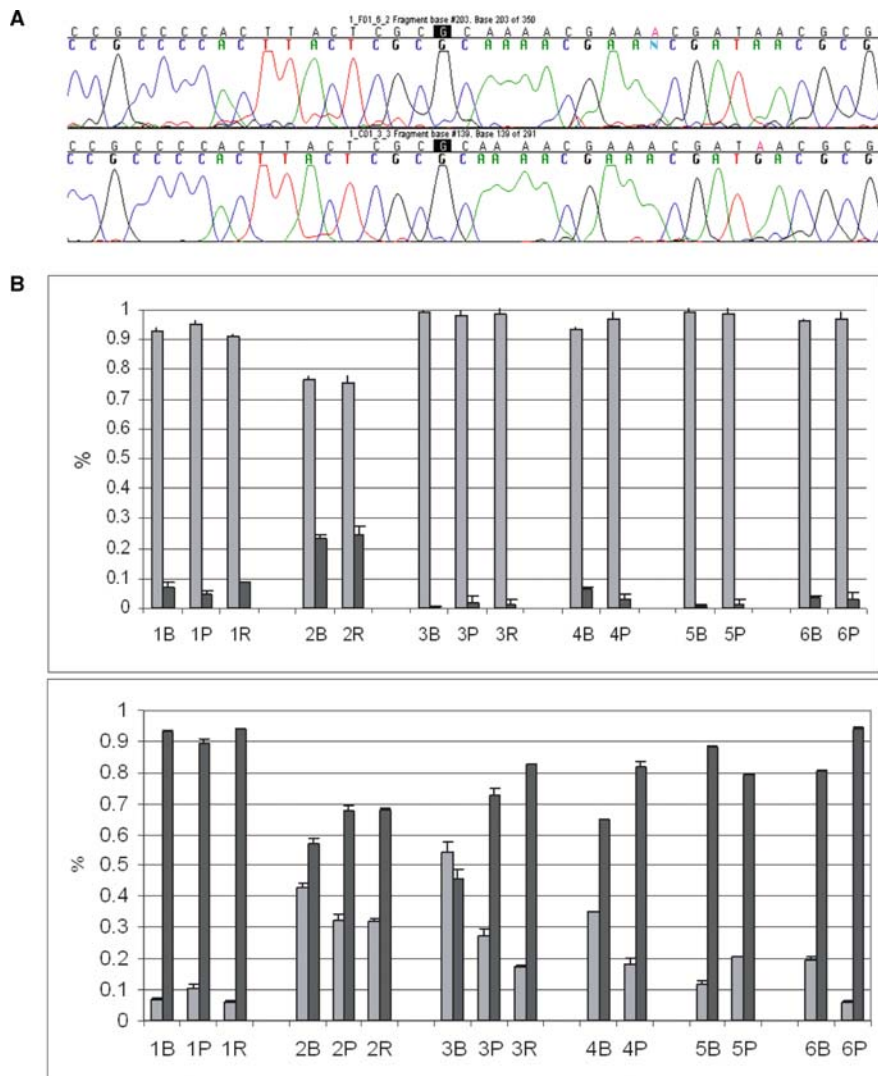 A
1_F01_6_2 Fragment base #203. Base 203 of 350
C C G C C C C A C T T A C T C G C G C A A A A C G A A A C G A T A A C G C G
C C G C C C C A C T T A C T C G C G C A A A A C G A A N C G A T A A C G C G
1_C01_3_3 Fragment base #139. Base 139 of 291
C C G C C C C A C T T A C T C G C G C A A A A C G A A A C G A T A A C G C G
C C G C C C C A C T T A C T C G C G C A A A A C G A A A C G A T G A C G C G
B
1
0.9
0.8
0.7
0.6
0.5
0.4
0.3
0.2
0.1
0
%
1B 1P 1R 2B 2R 3B 3P 3R 4B 4P 5B 5P 6B 6P
1
0.9
0.8
0.7
0.6
0.5
0.4
0.3
0.2
0.1
0
%
1B 1P 1R 2B 2P 2R 3B 3P 3R 4B 4P 5B 5P 6B 6P